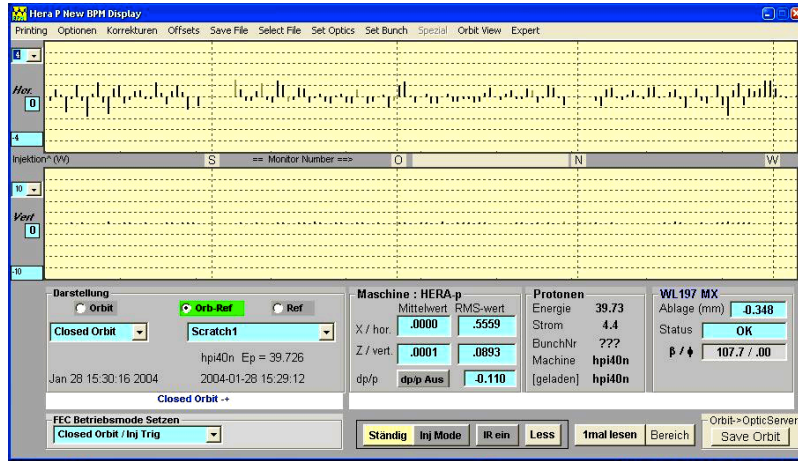 Hera P New BPM Display
Printing Optionen Korrekturen Offsets Save File Select File Set Optics Set Bunch Spezial Orbit View Expert
4
Hor.
0
-4
Injektion^ (W) S == Monitor Number ==> O N W
10
Vert
0
-10
Darstellung Maschine : HERA-p Protonen WL197 MX
Orbit Orb-Ref Ref Mittelwert RMS-wert Energie 39.73 Ablage (mm) -0.348
Closed Orbit Scratch1 X / hor. .0000 .5559 Strom 4.4 Status OK
hpi40n Ep = 39.726 Z / vert. .0001 .0893 BunchNr ??? β / ϕ 107.7 / .00
Machine hpi40n
Jan 28 15:30:16 2004 2004-01-28 15:29:12 dp/p dp/p Aus -0.110 [geladen] hpi40n
Closed Orbit -+
FEC Betriebsmode Setzen Orbit->OpticServer
Closed Orbit / Inj Trig Ständig Inj Mode IR ein Less 1mal lesen Bereich Save Orbit